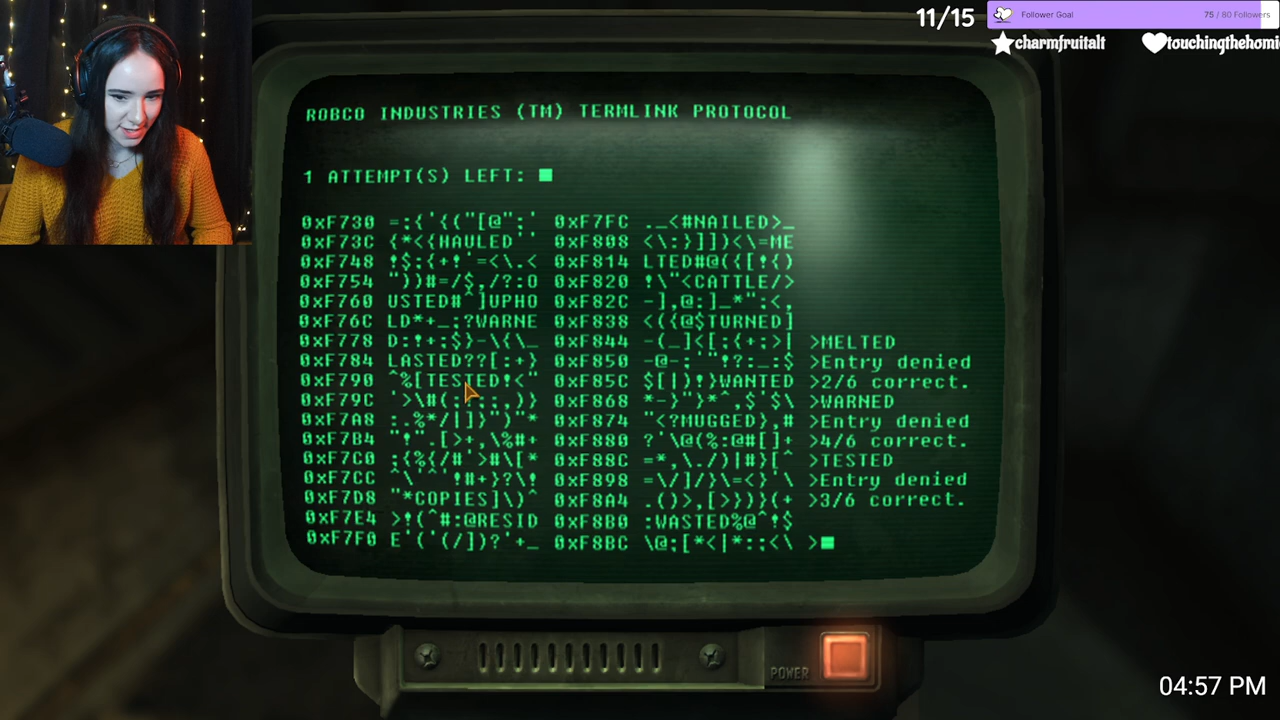 11/15
Follower Goal
75 / 80 Followers
charmfruitalt
touchingthehomi
ROBCO INDUSTRIES (TM) TERMLINK PROTOCOL
1 ATTEMPT(S) LEFT:
0xF730 =:{'{("[@":' 0xF7FC ._<#NAILED>_
0xF73C {*<{HAULED'' 0xF808 <\:}]])<\=ME
0xF748 !$;{+!'=<\.< 0xF814 LTED#@({[!{)
0xF754 "))#=/$,/?:O 0xF820 !\"<CATTLE/>
0xF760 USTED#^]UPHO 0xF82C -],@:]_*":<,
0xF76C LD*+_:?WARNE 0xF838 <({@$TURNED]
0xF778 D:!+;$}-\{\_ 0xF844 -(_]<[;{+;>| >MELTED
0xF784 LASTED??[:+} 0xF850 -@-;'"!?:_:$ >Entry denied
0xF790 ^%[TESTED!<" 0xF85C $[|)!}WANTED >2/6 correct.
0xF79C 0xF868 *-}"}*^,$'$\ >WARNED
0xF7A8 :.%*/|]}")"* 0xF874 "<?MUGGED},# >Entry denied
0xF7B4 "!".[>+,\%#+ 0xF880 ?'\@(%:@#[]+ >4/6 correct.
0xF7C0 ;{%{/#'>#\[* 0xF88C =*,\./)|#}[^ >TESTED
0xF7CC ^\'^'!#+}?\! 0xF898 =\/]/}\=<}'\ >Entry denied
0xF7D8 "*COPIES]\)^ 0xF8A4 .()>,[>})}(+ >3/6 correct.
0xF7E4 >!(^#:@RESID 0xF8B0 :WASTED%@^!$
0xF7F0 E'('(/])?'+_ 0xF8BC \@;[*<|*:;<\ >
POWER
04:57 PM